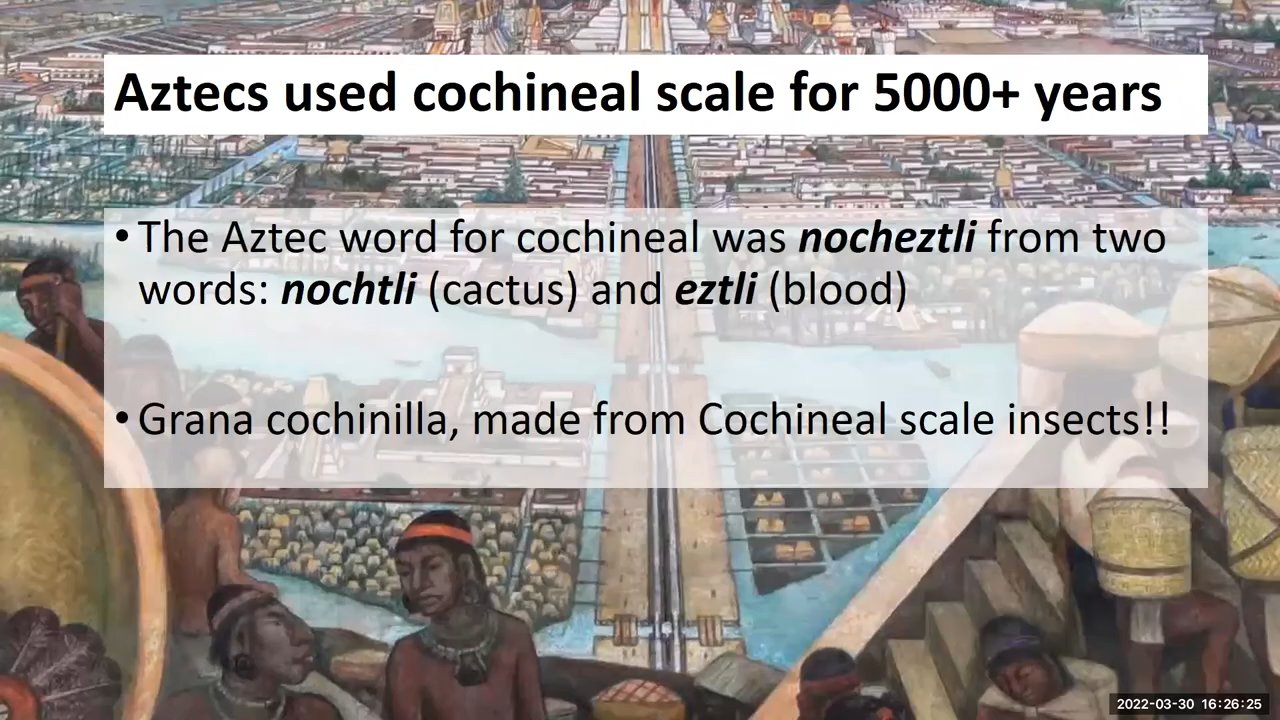 Aztecs used cochineal scale for 5000+ years
• The Aztec word for cochineal was nocheztli from two
words: nochtli (cactus) and eztli (blood)
• Grana cochinilla, made from Cochineal scale insects!!
2022-03-30 16:26:25